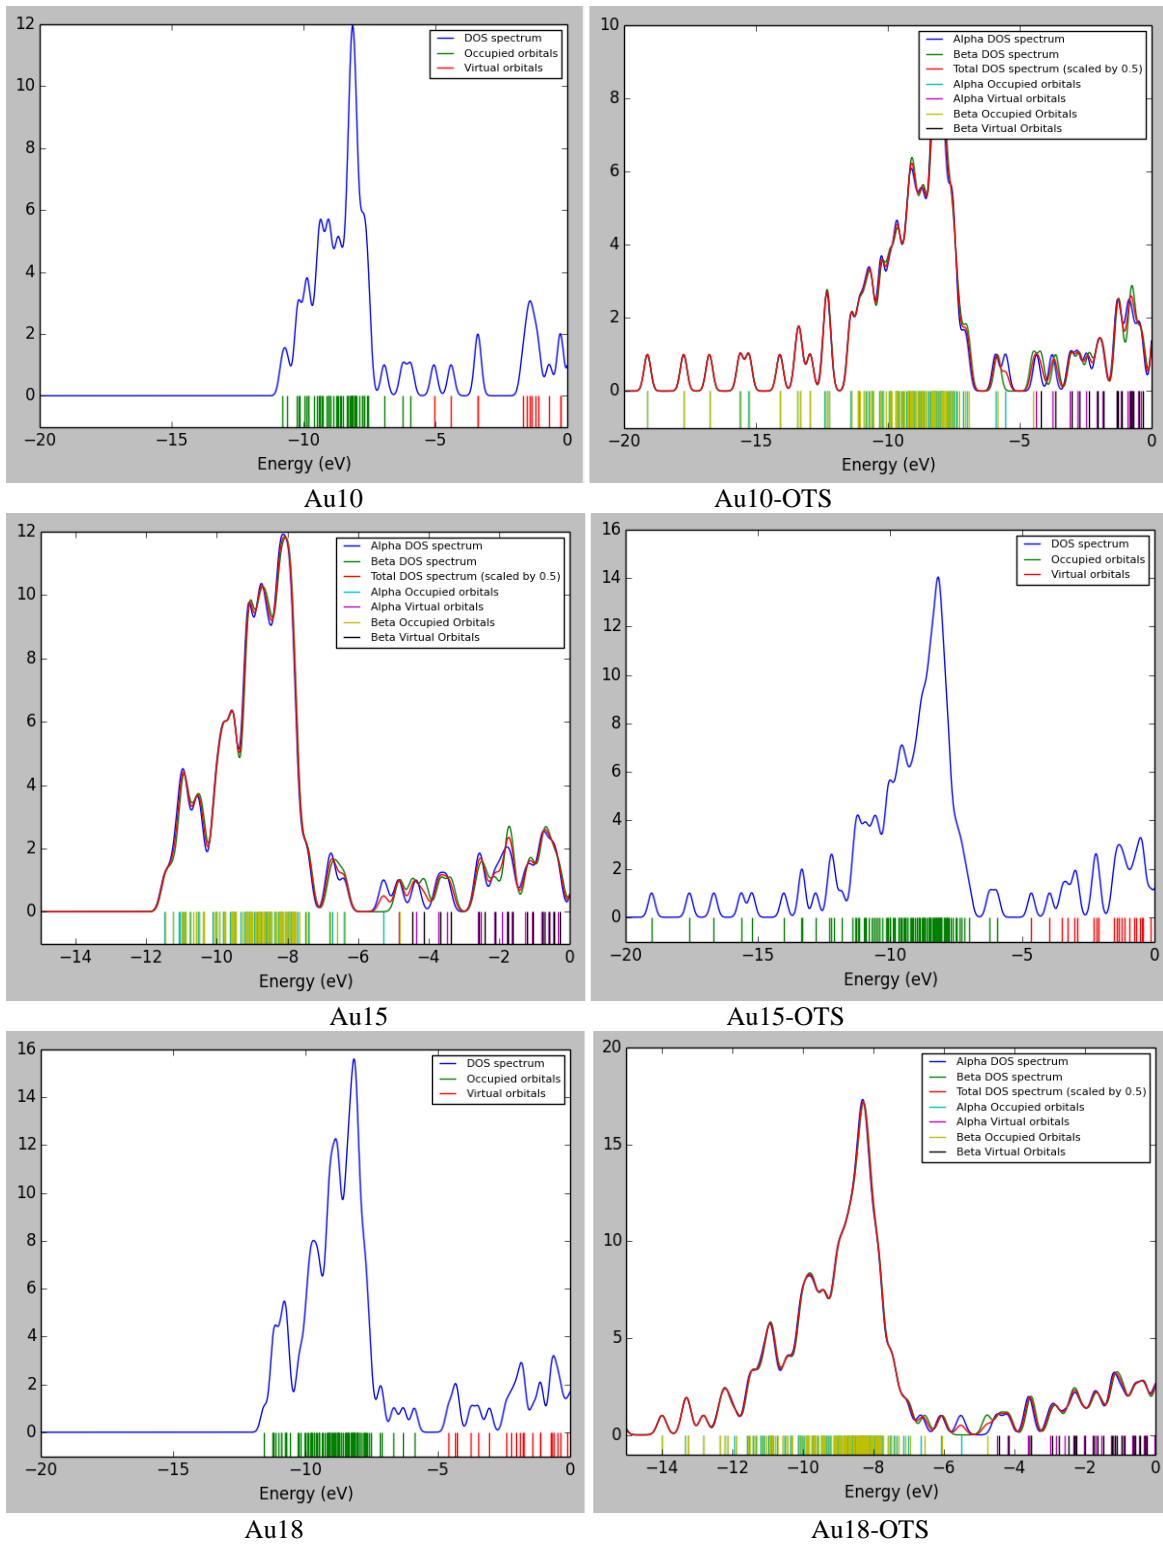 12
10
8
6
4
2
0
DOS spectrum
Occupied orbitals
Virtual orbitals
−20 −15 −10 −5 0
Energy (eV)
Au10
10
8
6
4
2
0
Alpha DOS spectrum
Beta DOS spectrum
Total DOS spectrum (scaled by 0.5)
Alpha Occupied orbitals
Alpha Virtual orbitals
Beta Occupied Orbitals
Beta Virtual Orbitals
−20 −15 −10 −5 0
Energy (eV)
Au10-OTS
12
10
8
6
4
2
0
Alpha DOS spectrum
Beta DOS spectrum
Total DOS spectrum (scaled by 0.5)
Alpha Occupied orbitals
Alpha Virtual orbitals
Beta Occupied Orbitals
Beta Virtual Orbitals
−14 −12 −10 −8 −6 −4 −2 0
Energy (eV)
Au15
16
14
12
10
8
6
4
2
0
DOS spectrum
Occupied orbitals
Virtual orbitals
−20 −15 −10 −5 0
Energy (eV)
Au15-OTS
16
14
12
10
8
6
4
2
0
DOS spectrum
Occupied orbitals
Virtual orbitals
−20 −15 −10 −5 0
Energy (eV)
Au18
20
15
10
5
0
Alpha DOS spectrum
Beta DOS spectrum
Total DOS spectrum (scaled by 0.5)
Alpha Occupied orbitals
Alpha Virtual orbitals
Beta Occupied Orbitals
Beta Virtual Orbitals
−14 −12 −10 −8 −6 −4 −2 0
Energy (eV)
Au18-OTS